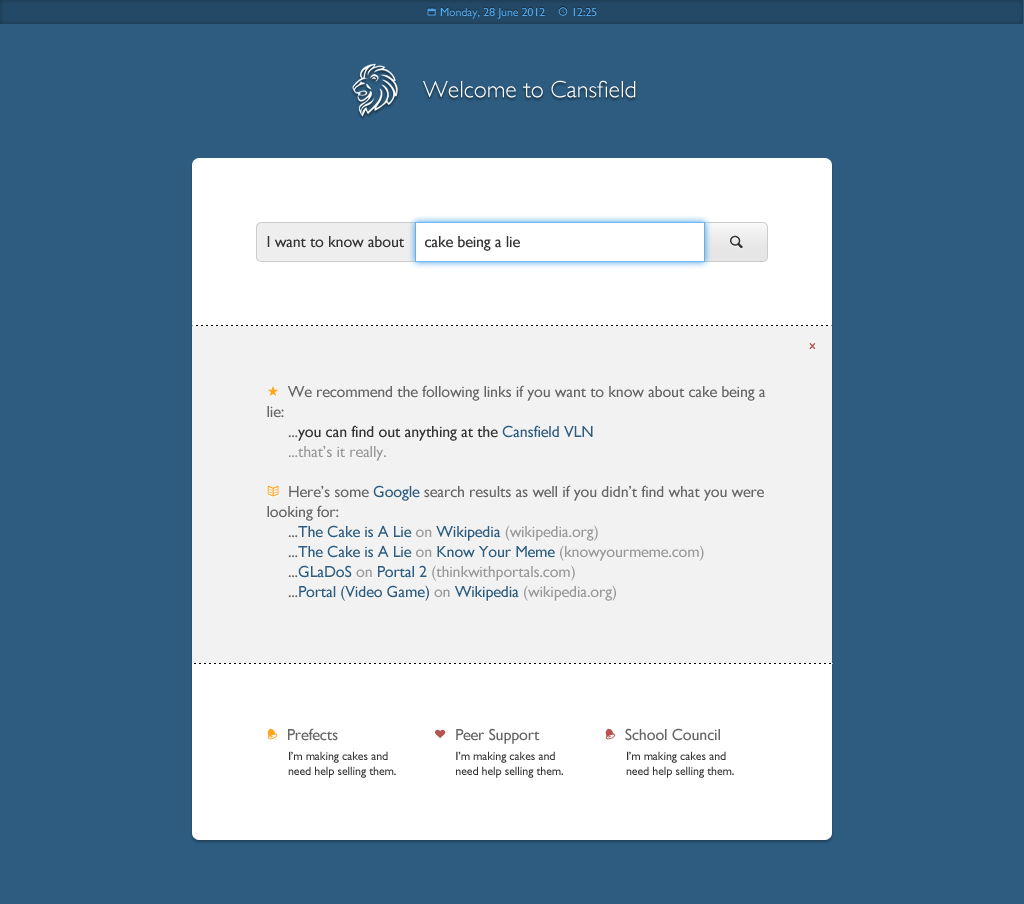 Monday, 28 June 2012 12:25
Welcome to Cansfield
I want to know about cake being a lie
x
We recommend the following links if you want to know about cake being a
lie:
...you can find out anything at the Cansfield VLN
...that's it really.
Here's some Google search results as well if you didn't find what you were
looking for:
...The Cake is A Lie on Wikipedia (wikipedia.org)
...The Cake is A Lie on Know Your Meme (knowyourmeme.com)
...GLaDoS on Portal 2 (thinkwithportals.com)
...Portal (Video Game) on Wikipedia (wikipedia.org)
Prefects Peer Support School Council
I'm making cakes and I'm making cakes and I'm making cakes and
need help selling them. need help selling them. need help selling them.